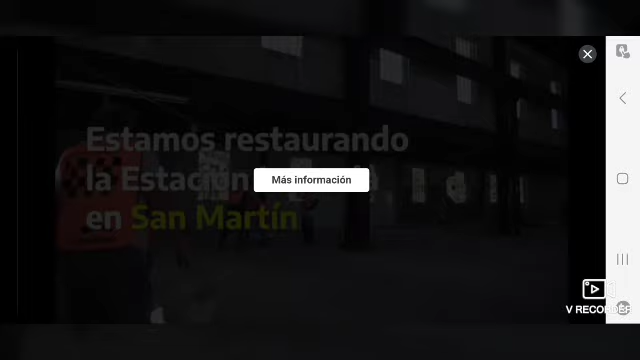 Estamos restaurando
la Estación
Más información
en San Martín
V RECORDER